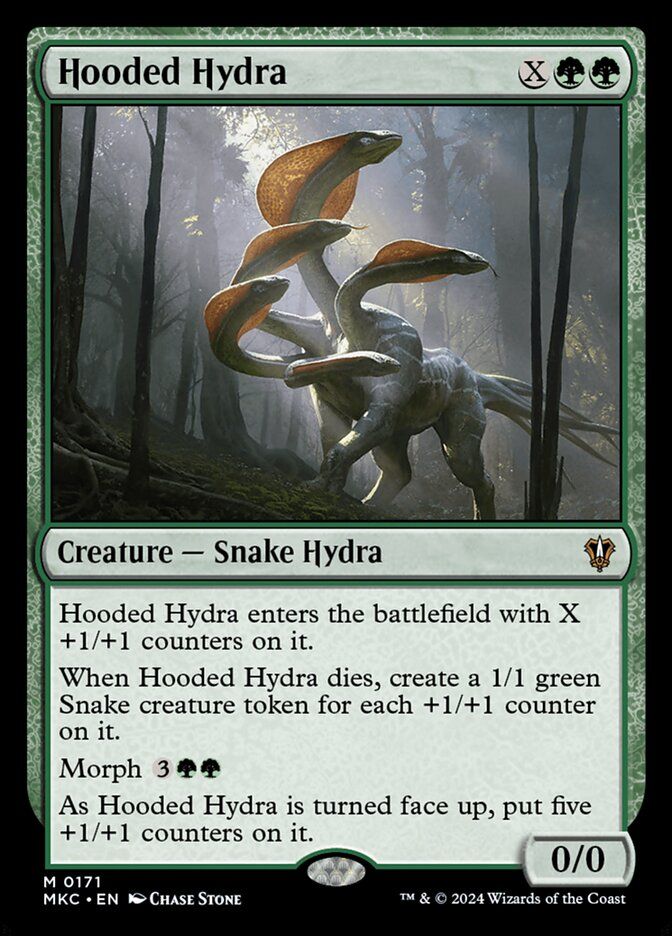 Hooded Hydra X
Creature — Snake Hydra
Hooded Hydra enters the battlefield with X
+1/+1 counters on it.
When Hooded Hydra dies, create a 1/1 green
Snake creature token for each +1/+1 counter
on it.
Morph 3
As Hooded Hydra is turned face up, put five
+1/+1 counters on it.
0/0
M 0171
MKC • EN Chase Stone
™ & © 2024 Wizards of the Coast